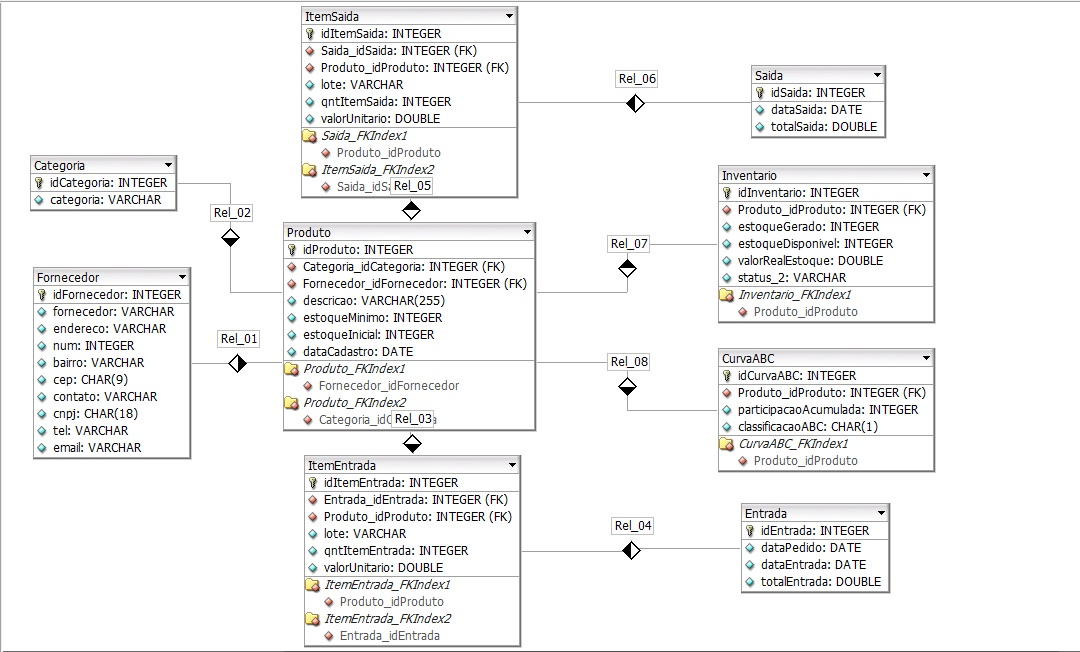 ItemSaida
idItemSaida: INTEGER
Saida_idSaida: INTEGER (FK)
Produto_idProduto: INTEGER (FK)
lote: VARCHAR
qntItemSaida: INTEGER
valorUnitario: DOUBLE
Saida_FKIndex1
Produto_idProduto
ItemSaida_FKIndex2
Rel_05
Rel_06
Saida
idSaida: INTEGER
dataSaida: DATE
totalSaida: DOUBLE
Categoria
idCategoria: INTEGER
categoria: VARCHAR
Rel_02
Produto
idProduto: INTEGER
Categoria_idCategoria: INTEGER (FK)
Fornecedor_idFornecedor: INTEGER (FK)
descricao: VARCHAR(255)
estoqueMinimo: INTEGER
estoqueInicial: INTEGER
dataCadastro: DATE
Produto_FKIndex1
Fornecedor_idFornecedor
Produto_FKIndex2
Rel_03
Rel_07
Inventario
idInventario: INTEGER
Produto_idProduto: INTEGER (FK)
estoqueGerado: INTEGER
estoqueDisponivel: INTEGER
valorRealEstoque: DOUBLE
status_2: VARCHAR
Inventario_FKIndex1
Produto_idProduto
Fornecedor
idFornecedor: INTEGER
fornecedor: VARCHAR
endereco: VARCHAR
num: INTEGER
bairro: VARCHAR
cep: CHAR(9)
contato: VARCHAR
cnpj: CHAR(18)
tel: VARCHAR
email: VARCHAR
Rel_01
Rel_08
CurvaABC
idCurvaABC: INTEGER
Produto_idProduto: INTEGER (FK)
participacaoAcumulada: INTEGER
classificacaoABC: CHAR(1)
CurvaABC_FKIndex1
Produto_idProduto
ItemEntrada
idItemEntrada: INTEGER
Entrada_idEntrada: INTEGER (FK)
Produto_idProduto: INTEGER (FK)
lote: VARCHAR
qntItemEntrada: INTEGER
valorUnitario: DOUBLE
ItemEntrada_FKIndex1
Produto_idProduto
ItemEntrada_FKIndex2
Entrada_idEntrada
Rel_04
Entrada
idEntrada: INTEGER
dataPedido: DATE
dataEntrada: DATE
totalEntrada: DOUBLE